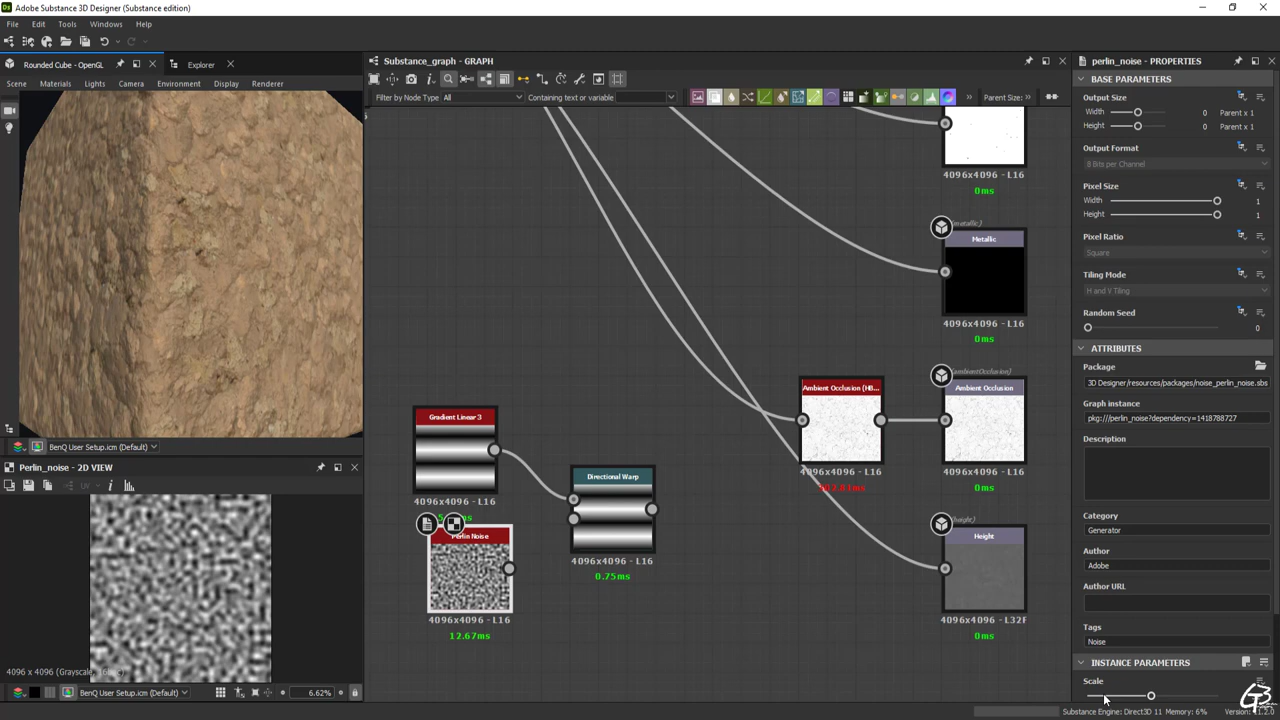 Adobe Substance 3D Designer (Substance edition)
File Edit Tools Windows Help
Rounded Cube - OpenGL
Explorer
Scene Materials Lights Camera Environment Display Renderer
BenQ User Setup.icm (Default)
Perlin_noise - 2D VIEW
UV
4096 x 4096 (Grayscale, 16bpc)
BenQ User Setup.icm (Default)
6.62%
Substance_graph - GRAPH
Filter by Node Type All
Containing text or variable
Parent Size:
4096x4096 - L16
0ms
(metallic)
Metallic
4096x4096 - L16
0ms
(ambientOcclusion)
Ambient Occlusion (HB...
Ambient Occlusion
4096x4096 - L16
4096x4096 - L16
0ms
Gradient Linear 3
4096x4096 - L16
Directional Warp
4096x4096 - L16
0.75ms
Perlin Noise
4096x4096 - L16
12.67ms
(height)
Height
4096x4096 - L32F
0ms
perlin_noise - PROPERTIES
BASE PARAMETERS
Output Size
Width 0 Parent x 1
Height 0 Parent x 1
Output Format
8 Bits per Channel
Pixel Size
Width 1
Height 1
Pixel Ratio
Square
Tiling Mode
H and V Tiling
Random Seed
0
ATTRIBUTES
Package
3D Designer/resources/packages/noise_perlin_noise.sbs
Graph instance
pkg:///perlin_noise?dependency=1418788727
Description
Category
Generator
Author
Adobe
Author URL
Tags
Noise
INSTANCE PARAMETERS
Scale
Substance Engine: Direct3D 11 Memory: 6%